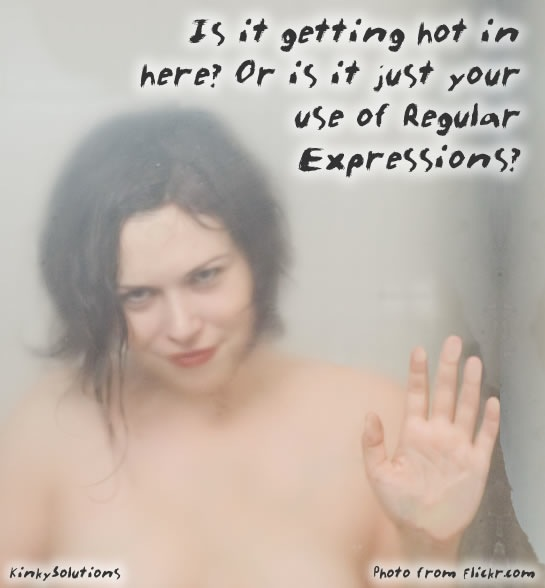 Is it getting hot in
here? Or is it just your
use of Regular
Expressions?
KinkySolutions
Photo from Flickr.com